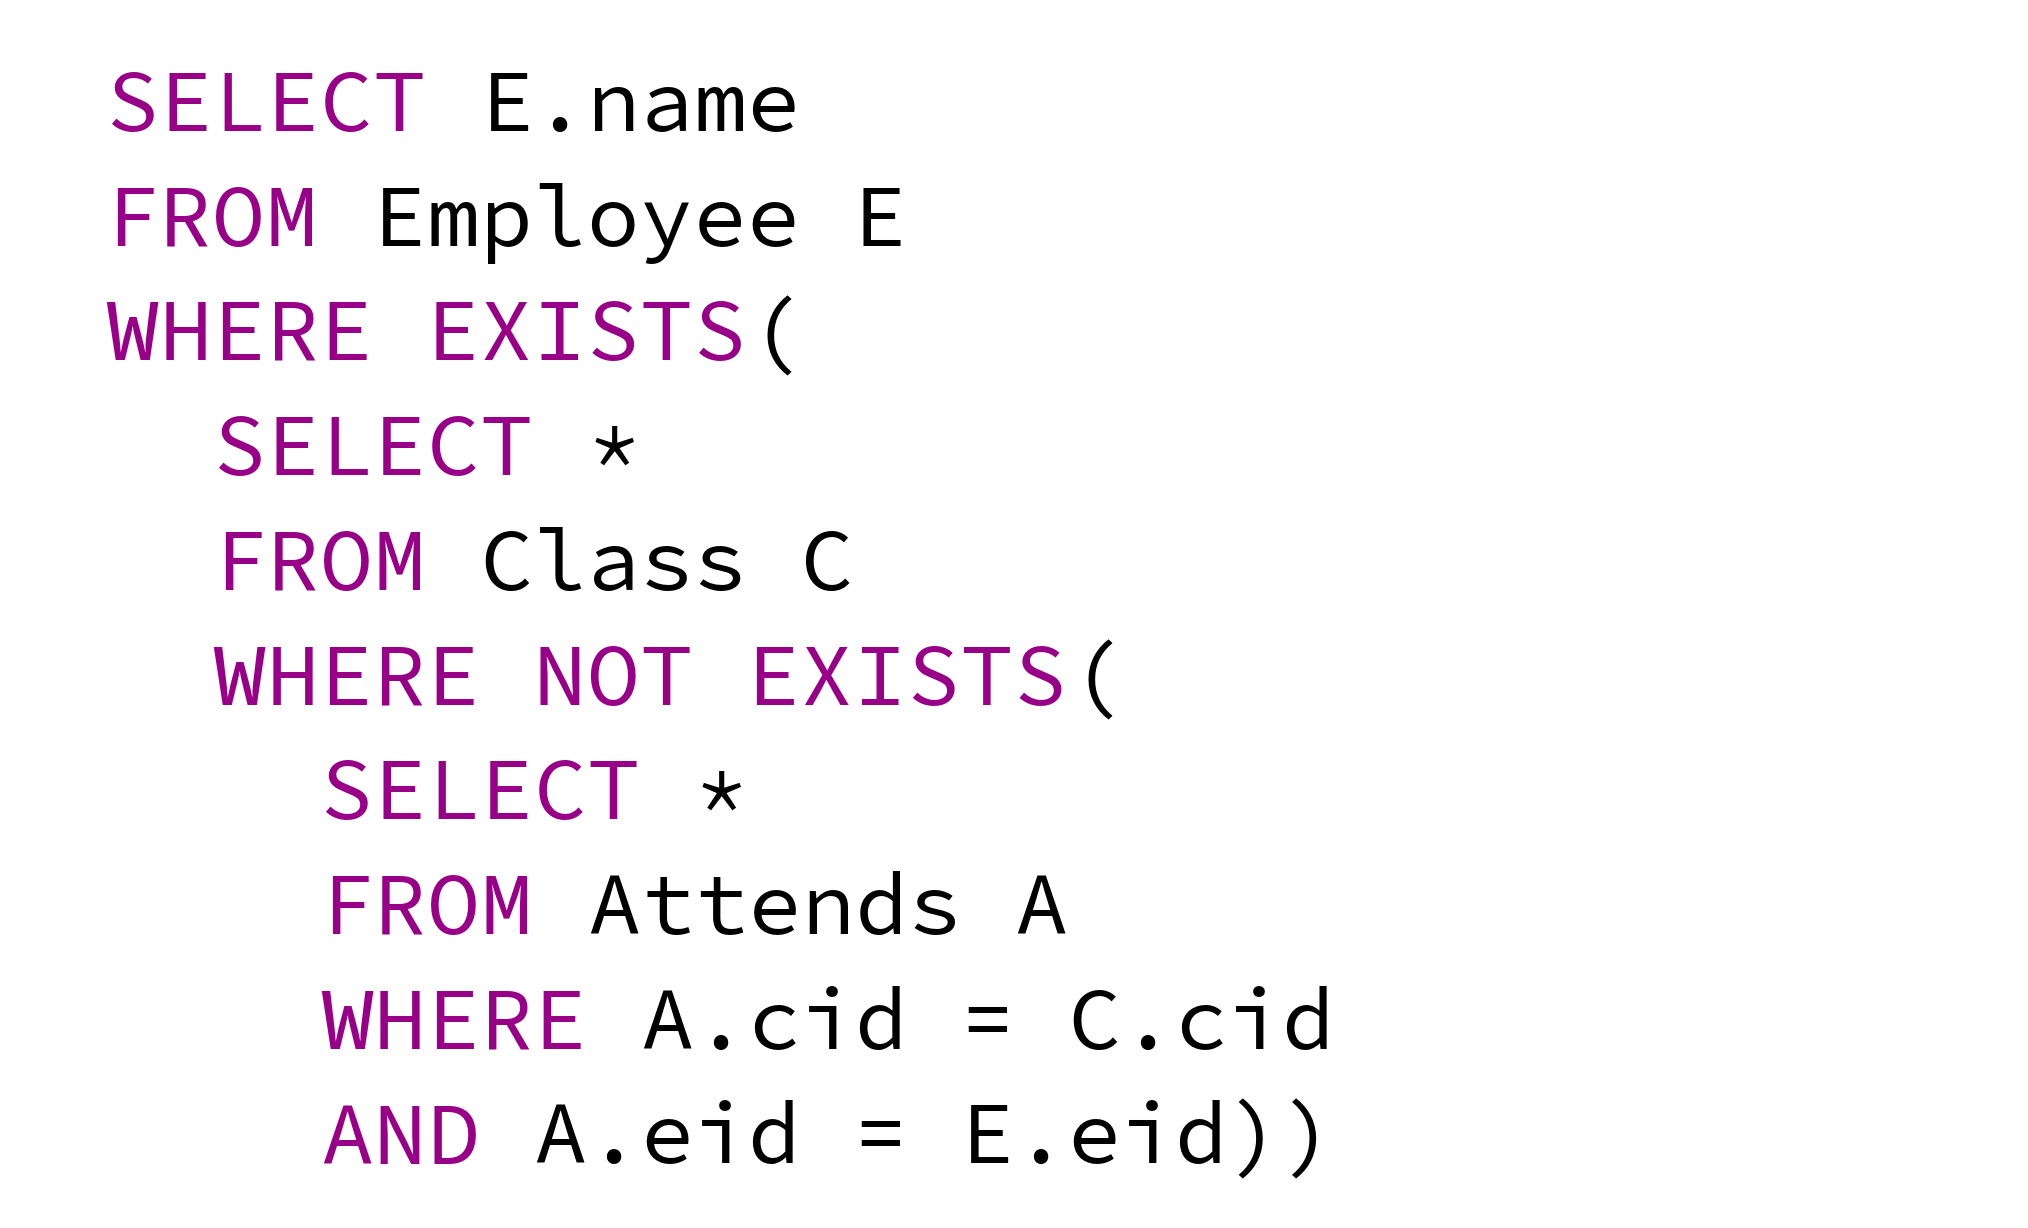 SELECT E.name
FROM Employee E
WHERE EXISTS(
  SELECT *
  FROM Class C
  WHERE NOT EXISTS(
    SELECT *
    FROM Attends A
    WHERE A.cid = C.cid
    AND A.eid = E.eid))